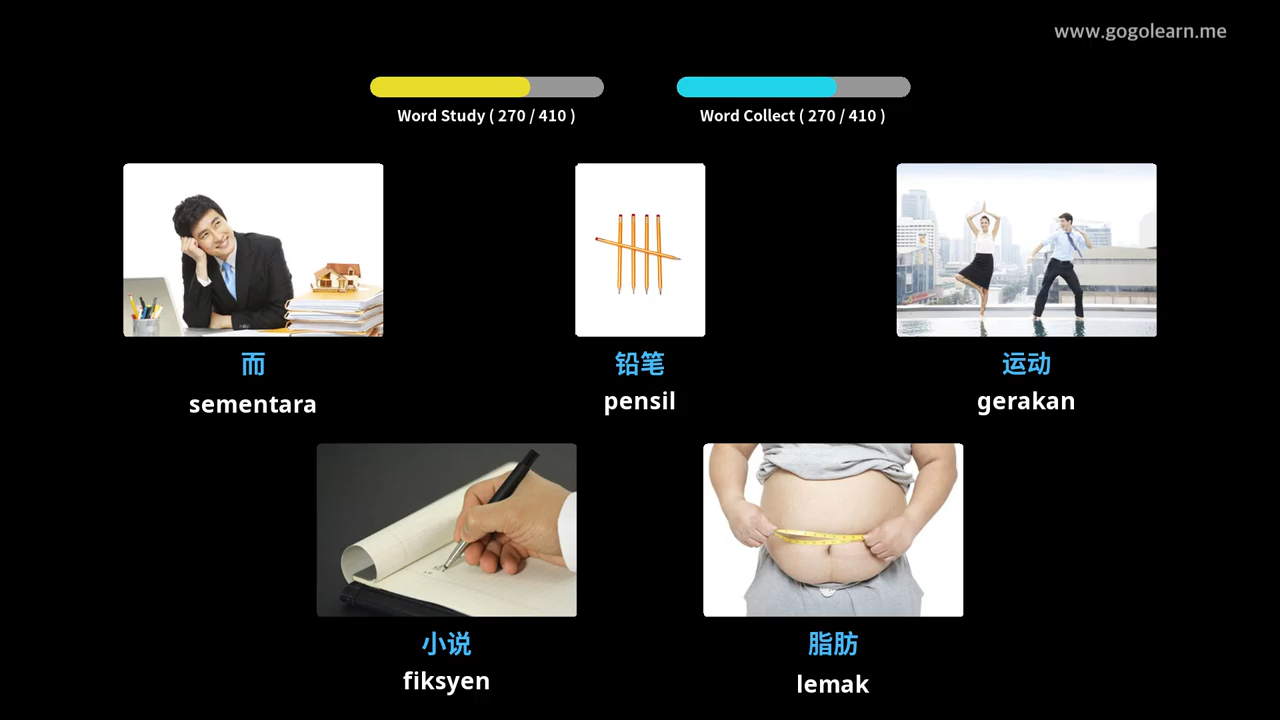 www.gogolearn.me
Word Study ( 270 / 410 )
Word Collect ( 270 / 410 )
而
sementara
铅笔
pensil
运动
gerakan
小说
fiksyen
脂肪
lemak